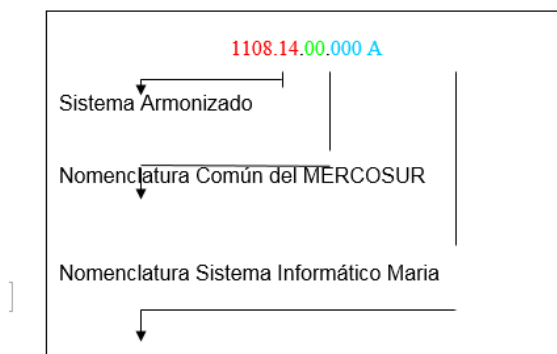 1108.14.00.000 A
Sistema Armonizado
Nomenclatura Común del MERCOSUR
Nomenclatura Sistema Informático Maria